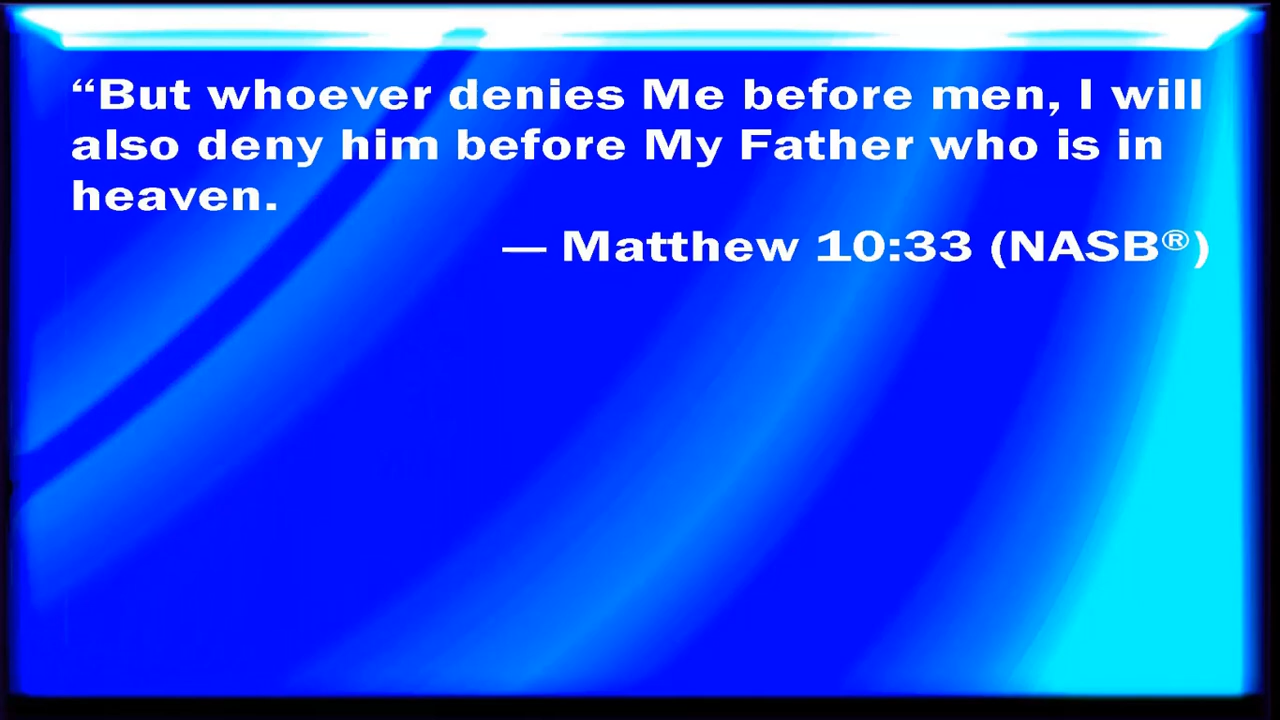 “But whoever denies Me before men, I will
also deny him before My Father who is in
heaven.
— Matthew 10:33 (NASB®)